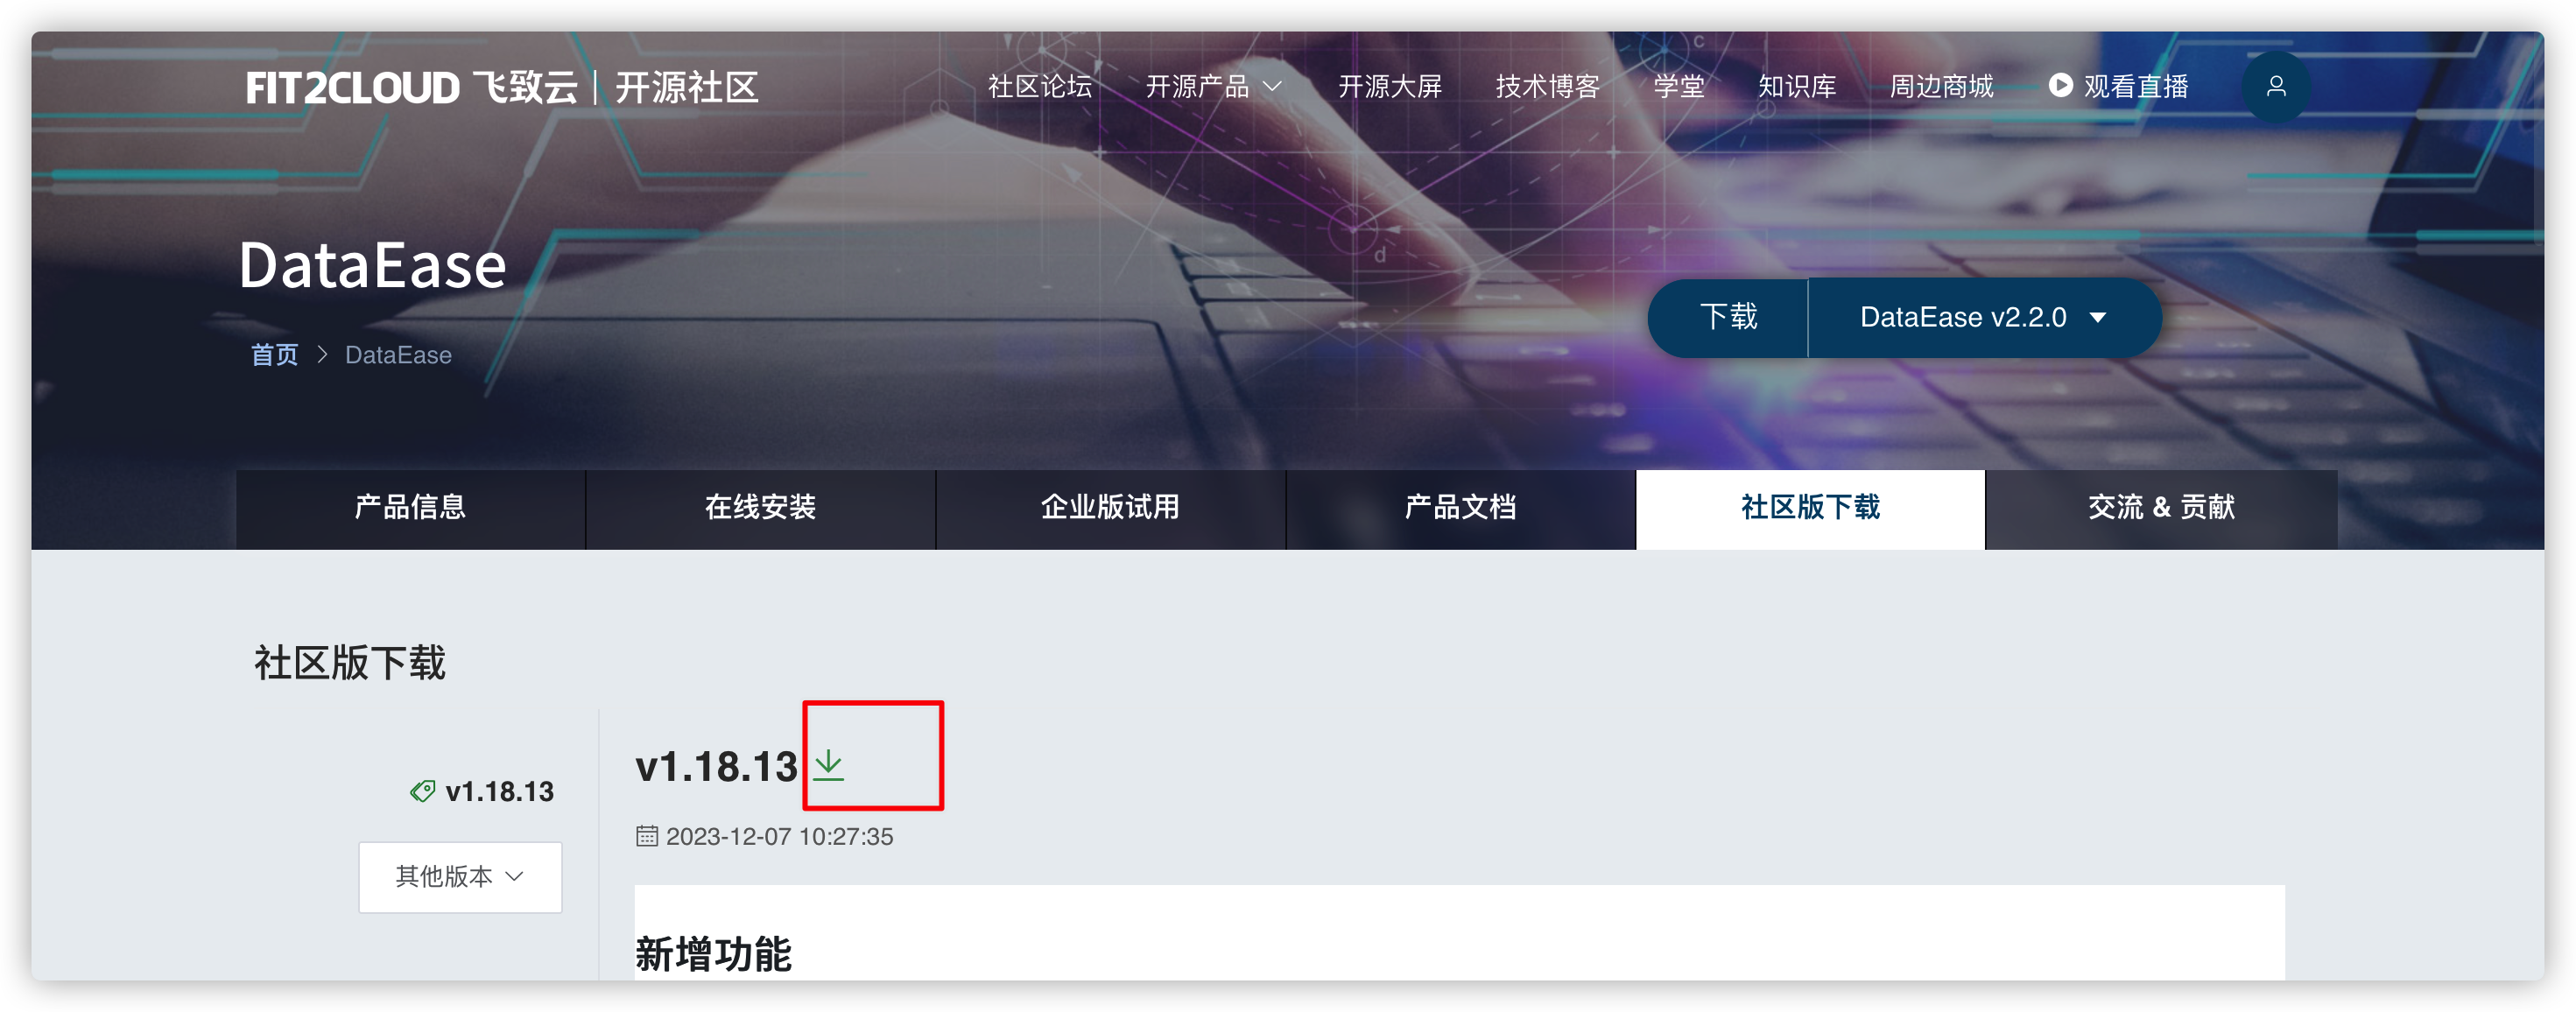 FIT2CLOUD 飞致云 | 开源社区
社区论坛 开源产品 开源大屏 技术博客 学堂 知识库 周边商城 观看直播
c
d
DataEase
下载 DataEase v2.2.0
首页 > DataEase
产品信息 在线安装 企业版试用 产品文档 社区版下载 交流 & 贡献
社区版下载
v1.18.13
v1.18.13
2023-12-07 10:27:35
其他版本
新增功能